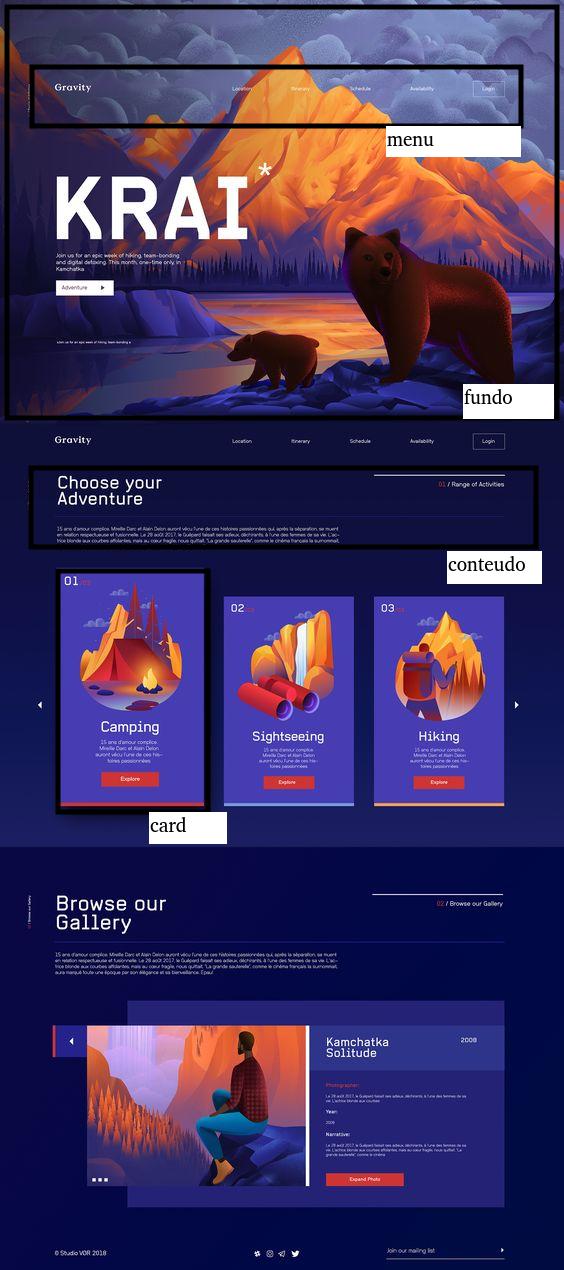 Gravity
Location
Itinerary
Schedule
Availability
Login
menu
KRAI*
Join us for an epic week of hiking, team-bonding
and digital detoxing. This month, one-time only, in
Kamchatka
Adventure
fundo
Gravity
Location
Itinerary
Schedule
Availability
Login
Choose your
Adventure
01 / Range of Activities
15 ans d'amour complice. Mireille Darc et Alain Delon auront vécu l'une de ces histoires passionnées qui, après la séparation, se muent
en relation respectueuse et fusionnelle. Le 28 août 2017, le Guépard faisait ses adieux, déchirants, à l'une des femmes de sa vie. L'ac-
trice blonde aux courbes affolantes, mais au cœur fragile, nous quittait. "La grande sauterelle", comme le cinéma français la surnommait,
conteudo
01
Camping
15 ans d'amour complice.
Mireille Darc et Alain Delon
auront vécu l'une de ces his-
toires passionnées
Explore
02
Sightseeing
15 ans d'amour complice.
Mireille Darc et Alain Delon
auront vécu l'une de ces his-
toires passionnées
Explore
03
Hiking
15 ans d'amour complice.
Mireille Darc et Alain Delon
auront vécu l'une de ces his-
toires passionnées
Explore
card
Browse our
Gallery
02 / Browse our Gallery
15 ans d'amour complice. Mireille Darc et Alain Delon auront vécu l'une de ces histoires passionnées qui, après la séparation, se muent
en relation respectueuse et fusionnelle. Le 28 août 2017, le Guépard faisait ses adieux, déchirants, à l'une des femmes de sa vie. L'ac-
trice blonde aux courbes affolantes, mais au cœur fragile, nous quittait. "La grande sauterelle", comme le cinéma français la surnommait,
aura marqué toute une époque par son élégance et sa bienveillance. Epaul
Kamchatka
Solitude
2008
Photographer:
Le 28 août 2017, le Guépard faisait ses adieux, déchirants, à l'une des femmes de sa
vie. L'actrice blonde aux courbes
Year:
2008
Narrative:
Le 28 août 2017, le Guépard faisait ses adieux, déchirants, à l'une des femmes de sa
vie. L'actrice blonde aux courbes affolantes, mais au cœur fragile, nous quittait. "La
grande sauterelle", comme le cinéma
Expand Photo
© Studio VØR 2018
Join our mailing list